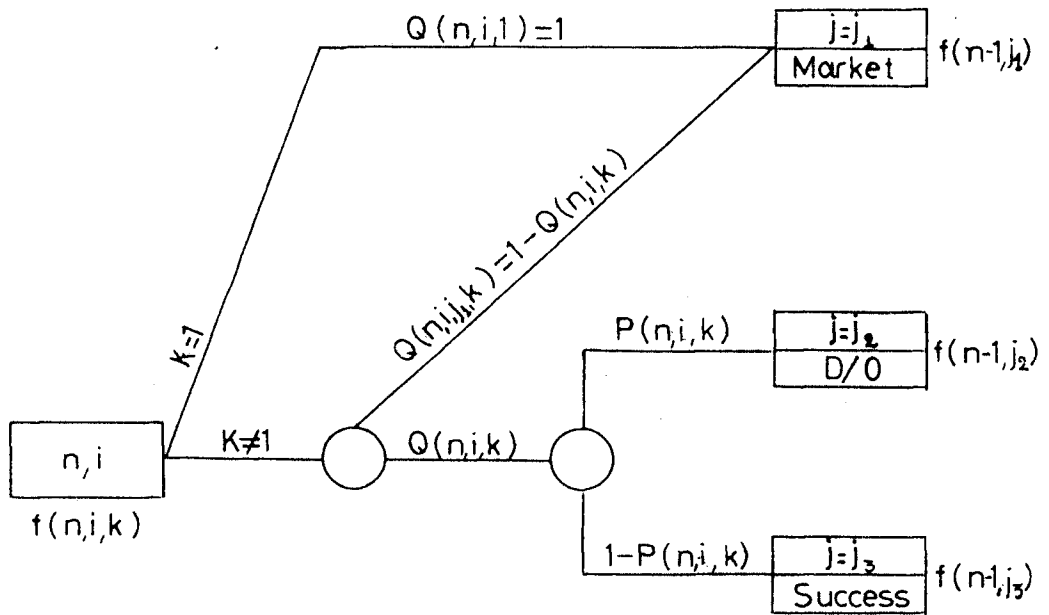 Q(n,i,1)=1
j=j₁
Market
f(n-1,j₁)
Q(n,i,j₁,k)=1-Q(n,i,k)
K=1
P(n,i,k)
j=j₂
D/O
f(n-1,j₂)
n,i
K≠1
Q(n,i,k)
f(n,i,k)
1-P(n,i,k)
j=j₃
Success
f(n-1,j₃)